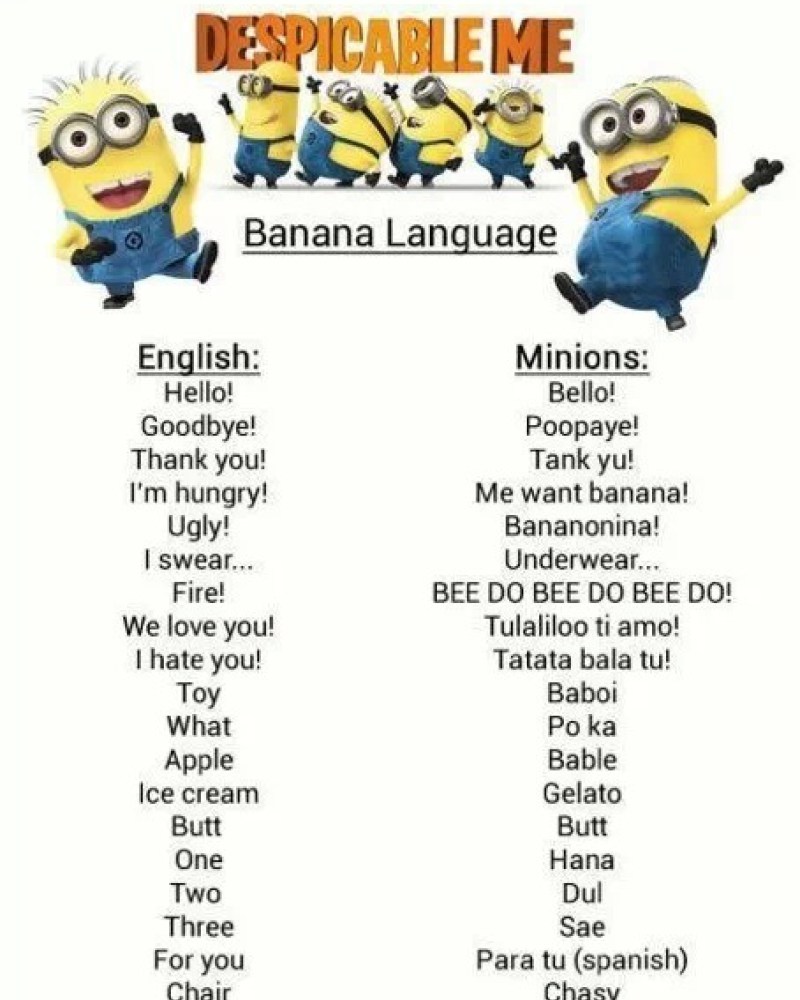 DESPICABLE ME
Banana Language
English: Minions:
Hello! Bello!
Goodbye! Poopaye!
Thank you! Tank yu!
I'm hungry! Me want banana!
Ugly! Bananonina!
I swear... Underwear...
Fire! BEE DO BEE DO BEE DO!
We love you! Tulaliloo ti amo!
I hate you! Tatata bala tu!
Toy Baboi
What Po ka
Apple Bable
Ice cream Gelato
Butt Butt
One Hana
Two Dul
Three Sae
For you Para tu (spanish)
Chair Chasy